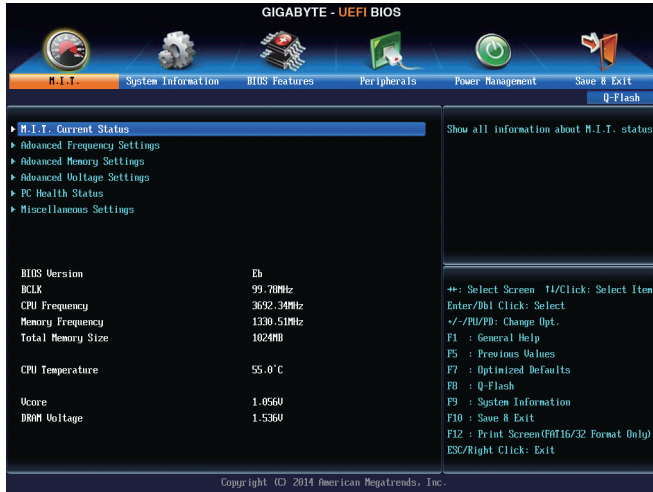 GIGABYTE - UEFI BIOS
M.I.T. System Information BIOS Features Peripherals Power Management Save & Exit
Q-Flash
M.I.T. Current Status
Advanced Frequency Settings
Advanced Memory Settings
Advanced Voltage Settings
PC Health Status
Miscellaneous Settings
Show all information about M.I.T. status
BIOS Version Eb
BCLK 99.78MHz
CPU Frequency 3692.34MHz
Memory Frequency 1330.51MHz
Total Memory Size 1024MB
CPU Temperature 55.0°C
Vcore 1.056V
DRAM Voltage 1.536V
→←: Select Screen ↑↓/Click: Select Item
Enter/Dbl Click: Select
+/-/PU/PD: Change Opt.
F1 : General Help
F5 : Previous Values
F7 : Optimized Defaults
F8 : Q-Flash
F9 : System Information
F10 : Save & Exit
F12 : Print Screen(FAT16/32 Format Only)
ESC/Right Click: Exit
Copyright (C) 2014 American Megatrends, Inc.